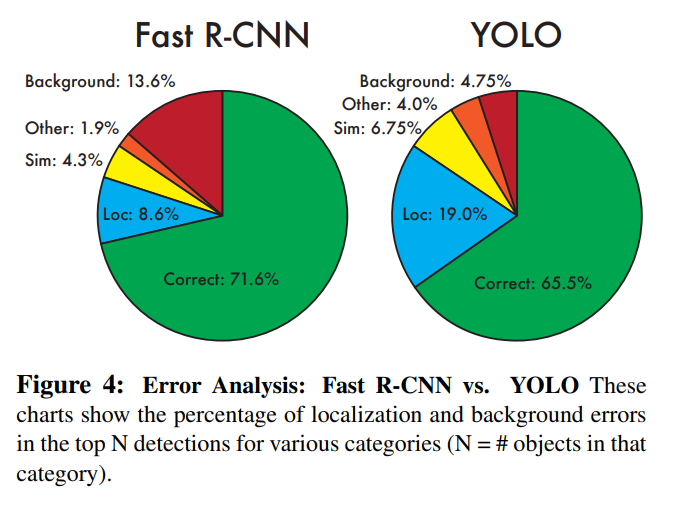 Fast R-CNN
Background: 13.6%
Other: 1.9%
Sim: 4.3%
Loc: 8.6%
Correct: 71.6%
YOLO
Background: 4.75%
Other: 4.0%
Sim: 6.75%
Loc: 19.0%
Correct: 65.5%
Figure 4: Error Analysis: Fast R-CNN vs. YOLO These
charts show the percentage of localization and background errors
in the top N detections for various categories (N = # objects in that
category).